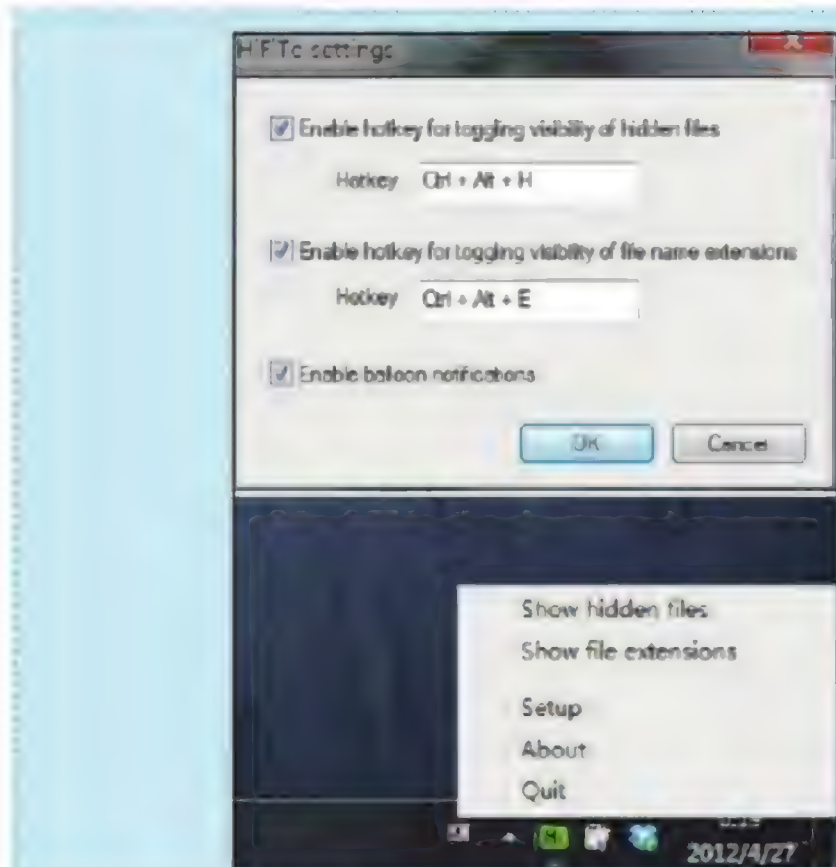 HiFiTo settings
Enable hotkey for toggling visibility of hidden files
Hotkey Ctrl + Alt + H
Enable hotkey for toggling visibility of file name extensions
Hotkey Ctrl + Alt + E
Enable balloon notifications
OK Cancel
Show hidden files
Show file extensions
Setup
About
Quit
2012/4/27